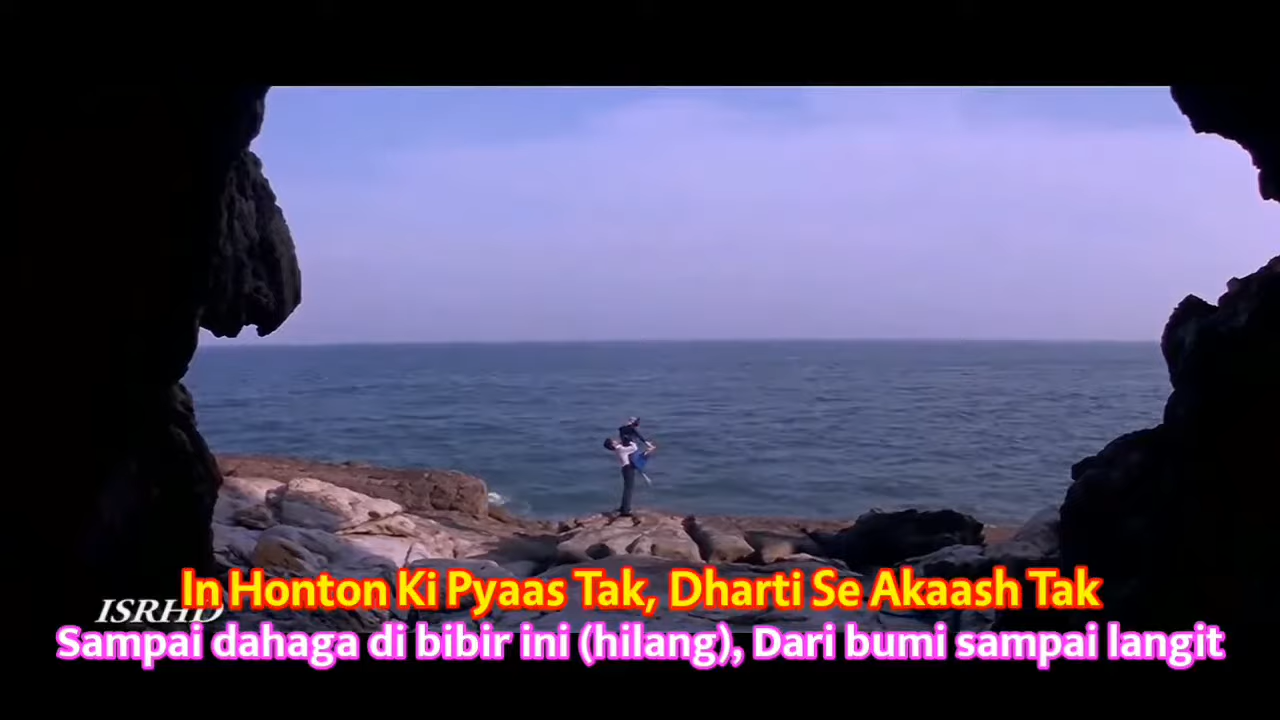 In Honton Ki Pyaas Tak, Dharti Se Akaash Tak
ISRHD
Sampai dahaga di bibir ini (hilang), Dari bumi sampai langit